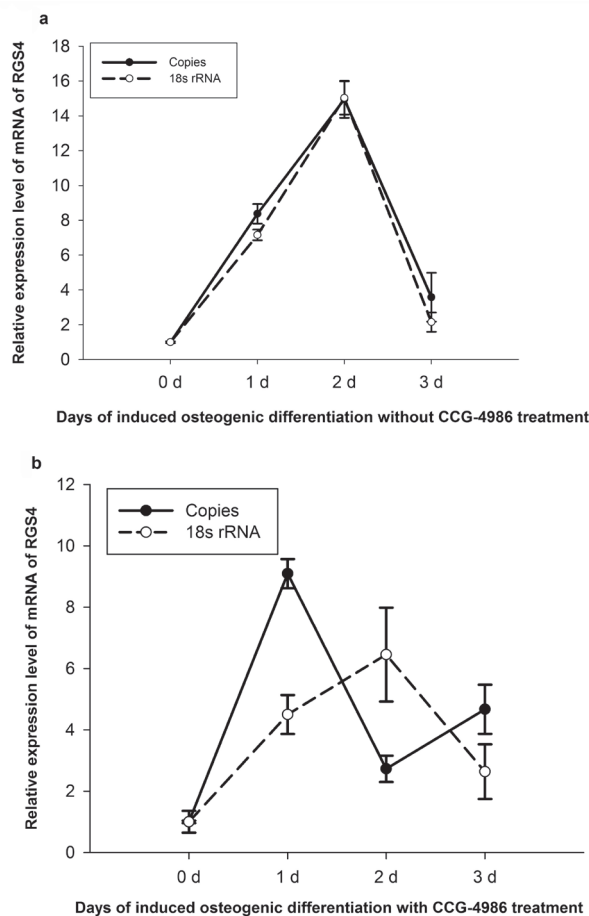 a
Relative expression level of mRNA of RGS4
18
16
14
12
10
8
6
4
2
0
Copies
18s rRNA
0 d 1 d 2 d 3 d
Days of induced osteogenic differentiation without CCG-4986 treatment
b
Relative expression level of mRNA of RGS4
12
10
8
6
4
2
0
Copies
18s rRNA
0 d 1 d 2 d 3 d
Days of induced osteogenic differentiation with CCG-4986 treatment